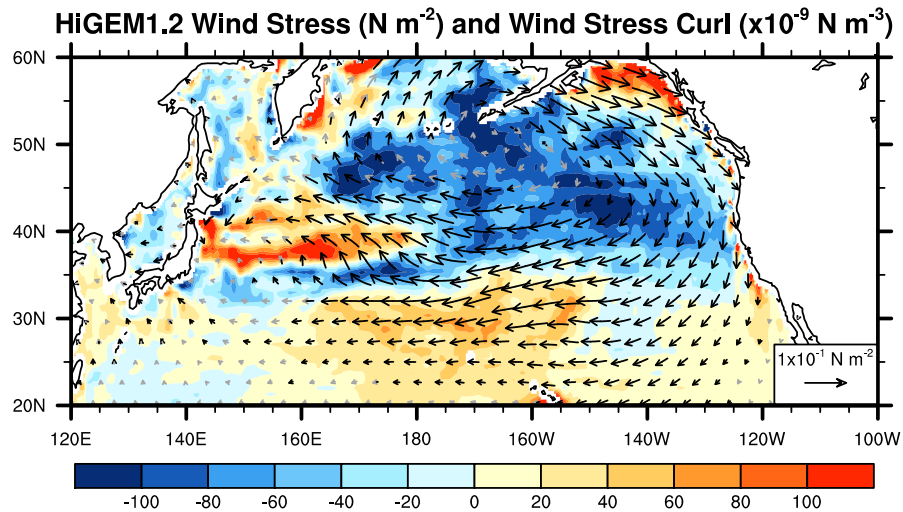 HiGEM1.2 Wind Stress (N m⁻²) and Wind Stress Curl (x10⁻⁹ N m⁻³)
60N
50N
40N
30N
20N
1x10⁻¹ N m⁻²
120E 140E 160E 180 160W 140W 120W 100W
-100 -80 -60 -40 -20 0 20 40 60 80 100